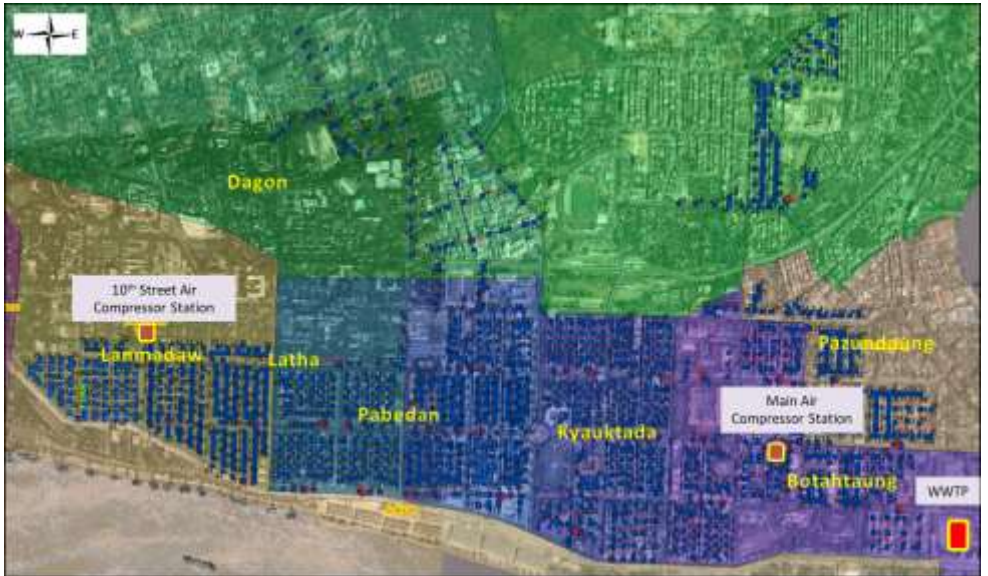 W E
Dagon
10th Street Air
Compressor Station
Lanmadaw
Latha
Pazundaung
Pabedan
Main Air
Compressor Station
Kyauktada
Botahtaung
WWTP